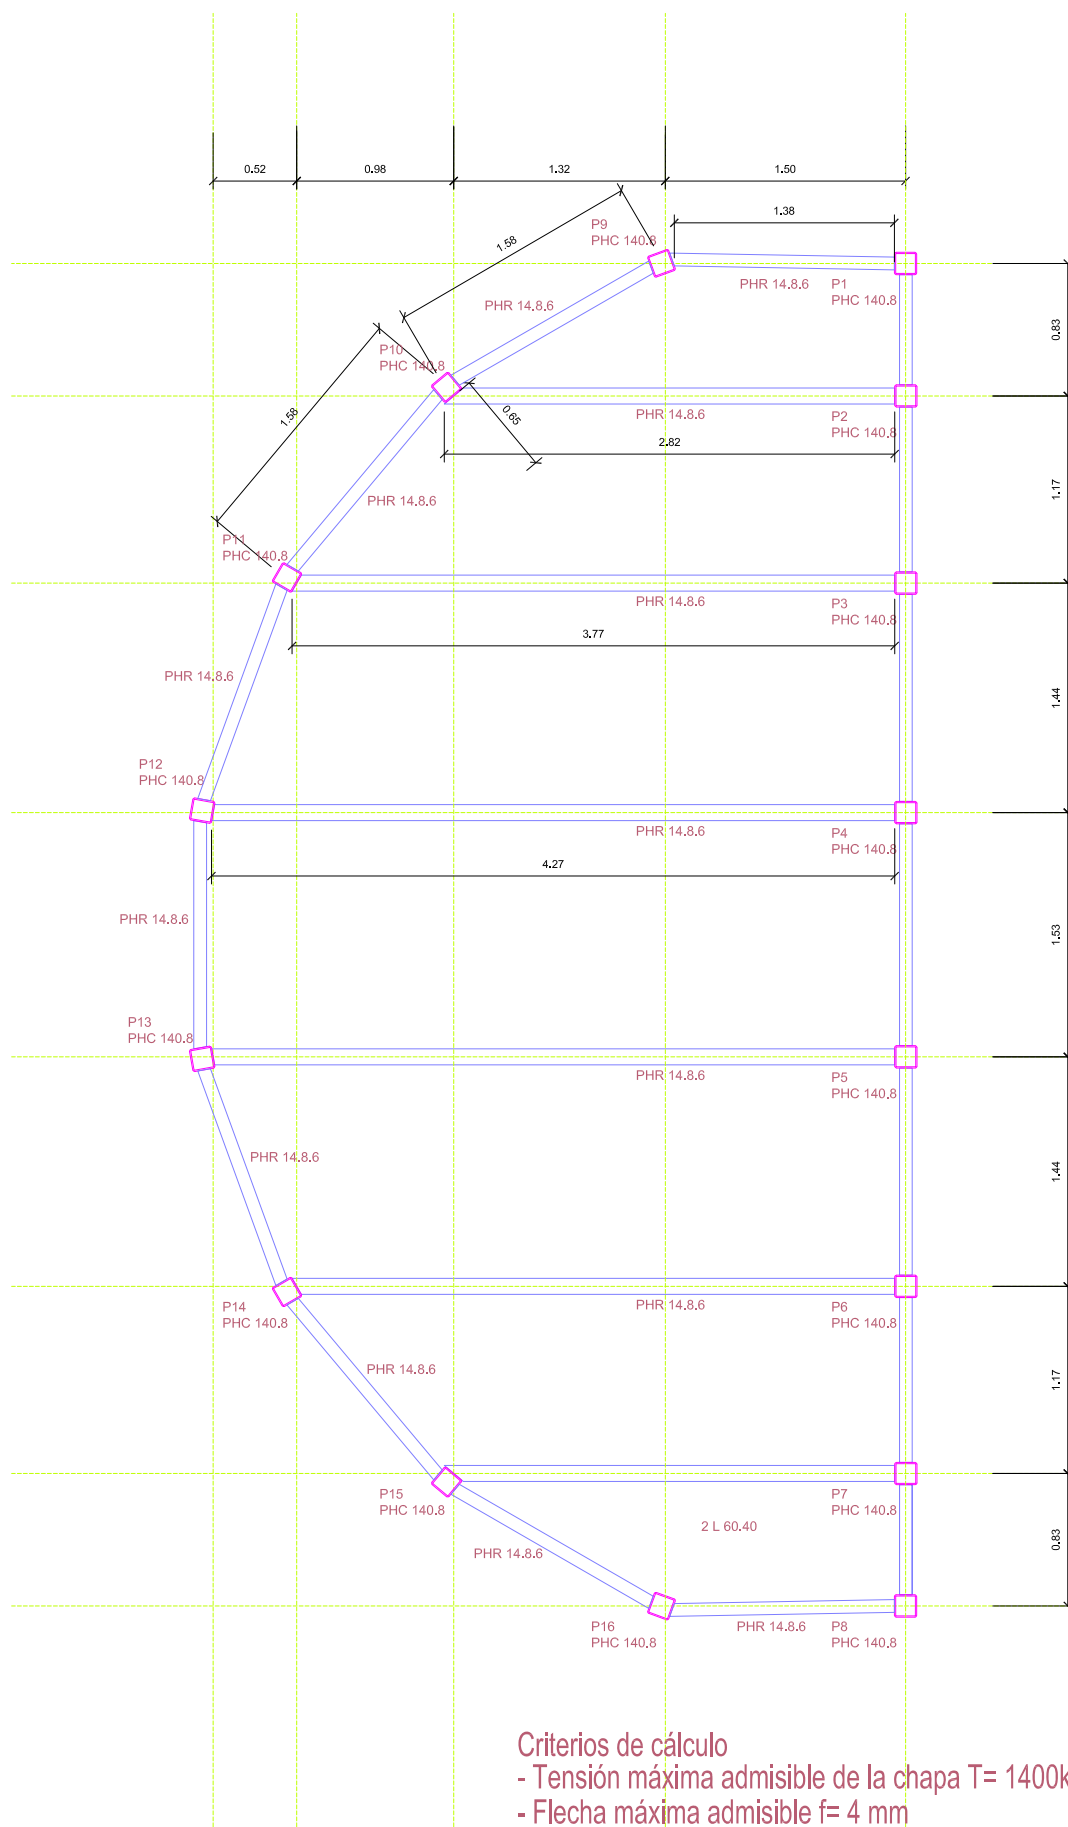 0.52
0.98
1.32
1.50
1.38
P9
PHC 140.8
1.58
PHR 14.8.6
P1
PHC 140.8
PHR 14.8.6
0.83
P10
PHC 140.8
1.58
0.65
PHR 14.8.6
P2
PHC 140.8
2.82
1.17
PHR 14.8.6
P11
PHC 140.8
PHR 14.8.6
P3
PHC 140.8
3.77
PHR 14.8.6
1.44
P12
PHC 140.8
PHR 14.8.6
P4
PHC 140.8
4.27
PHR 14.8.6
1.53
P13
PHC 140.8
PHR 14.8.6
P5
PHC 140.8
PHR 14.8.6
1.44
P14
PHC 140.8
PHR 14.8.6
P6
PHC 140.8
PHR 14.8.6
1.17
P15
PHC 140.8
P7
PHC 140.8
2 L 60.40
PHR 14.8.6
0.83
P16
PHC 140.8
PHR 14.8.6
P8
PHC 140.8
Criterios de cálculo
- Tensión máxima admisible de la chapa T= 1400k
- Flecha máxima admisible f= 4 mm